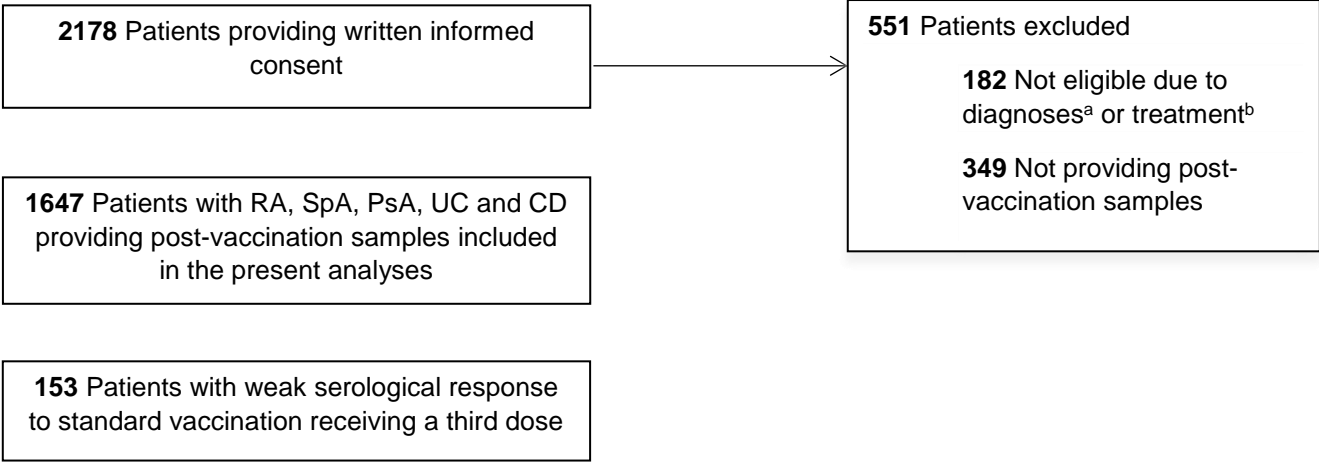 2178 Patients providing written informed
consent
551 Patients excluded
182 Not eligible due to
diagnosesᵃ or treatmentᵇ
349 Not providing post-
vaccination samples
1647 Patients with RA, SpA, PsA, UC and CD
providing post-vaccination samples included
in the present analyses
153 Patients with weak serological response
to standard vaccination receiving a third dose